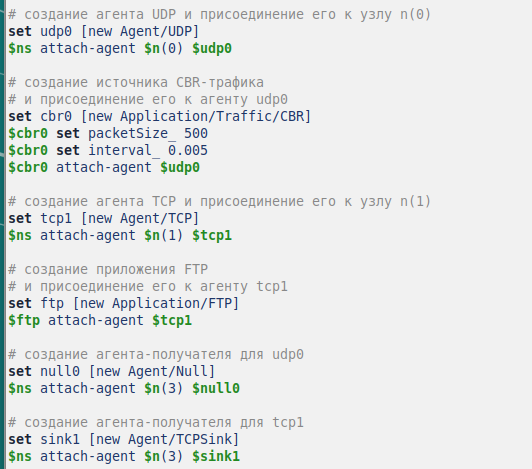 # создание агента UDP и присоединение его к узлу n(0)
set udp0 [new Agent/UDP]
$ns attach-agent $n(0) $udp0
# создание источника CBR-трафика
# и присоединение его к агенту udp0
set cbr0 [new Application/Traffic/CBR]
$cbr0 set packetSize_ 500
$cbr0 set interval_ 0.005
$cbr0 attach-agent $udp0
# создание агента TCP и присоединение его к узлу n(1)
set tcp1 [new Agent/TCP]
$ns attach-agent $n(1) $tcp1
# создание приложения FTP
# и присоединение его к агенту tcp1
set ftp [new Application/FTP]
$ftp attach-agent $tcp1
# создание агента-получателя для udp0
set null0 [new Agent/Null]
$ns attach-agent $n(3) $null0
# создание агента-получателя для tcp1
set sink1 [new Agent/TCPSink]
$ns attach-agent $n(3) $sink1